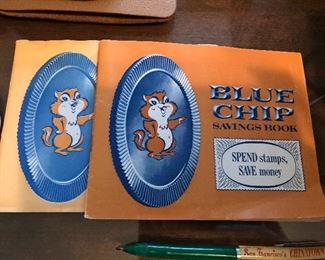 BLUE
CHIP
SAVINGS BOOK
SPEND stamps,
SAVE money
San Francisco's CHINATOWN